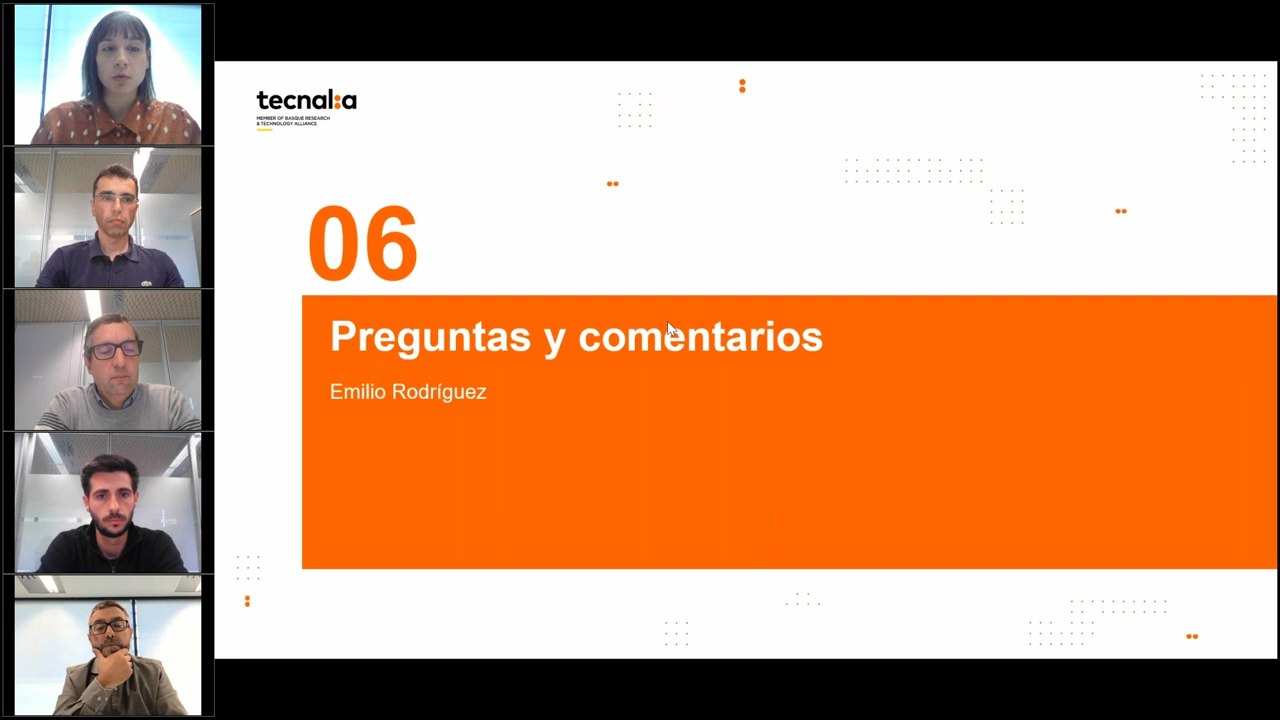 tecnal:a
MEMBER OF BASQUE RESEARCH
& TECHNOLOGY ALLIANCE
06
Preguntas y comentarios
Emilio Rodríguez